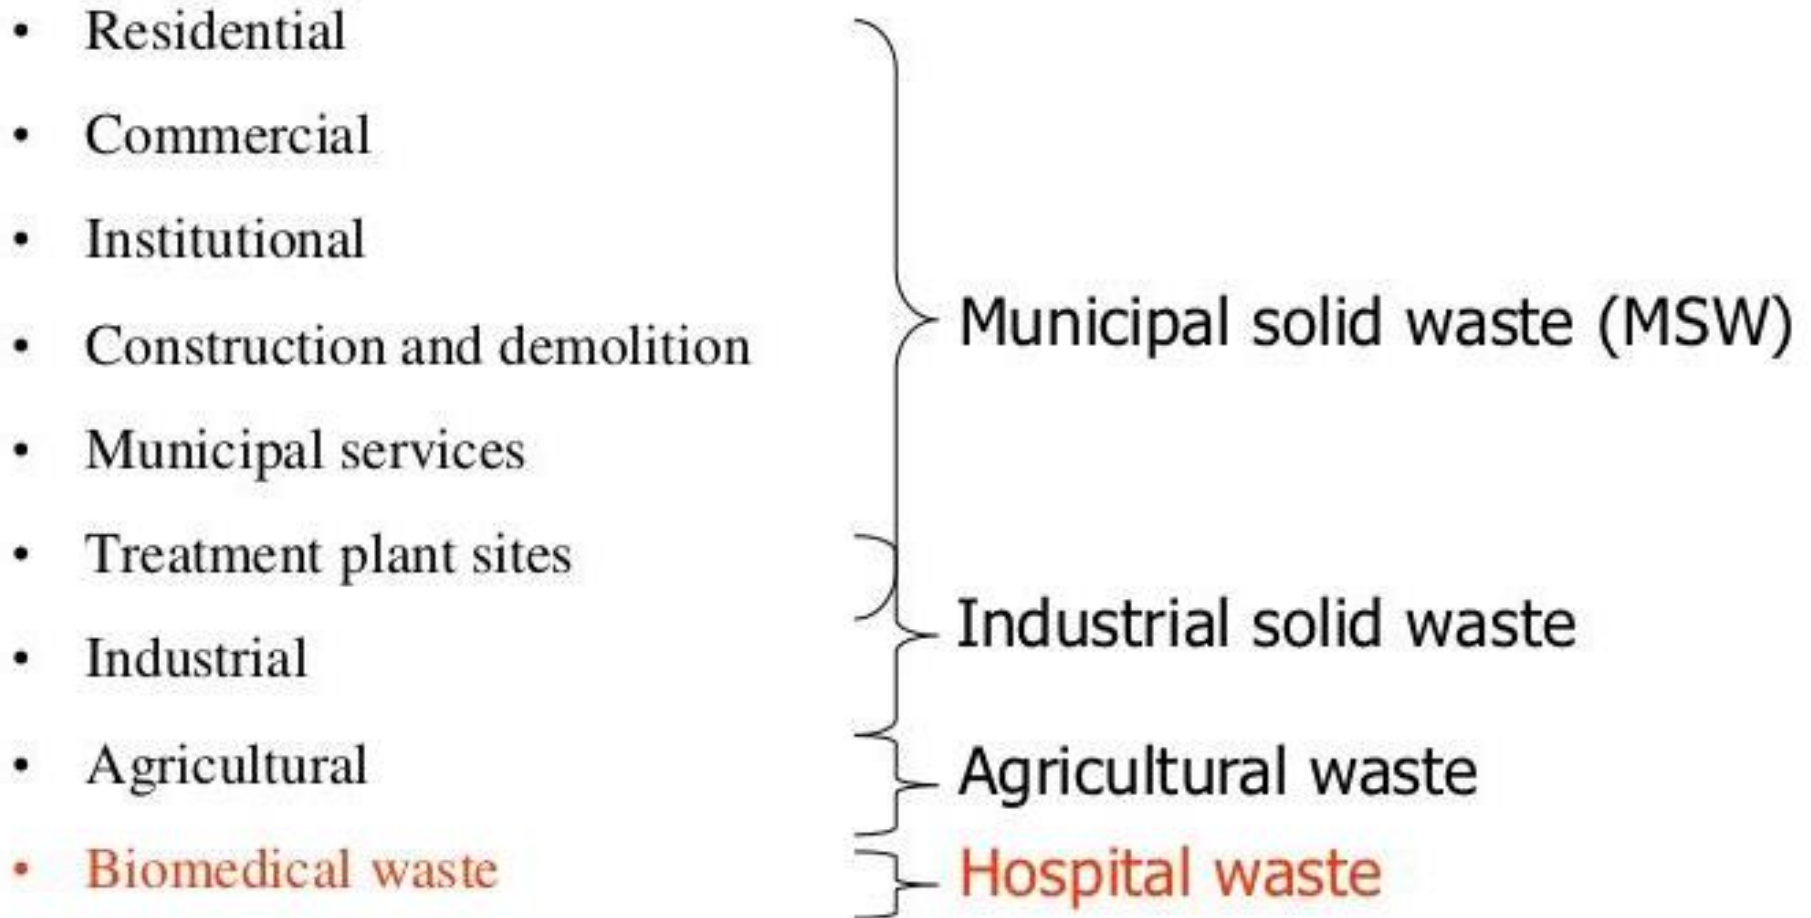 • Residential
• Commercial
• Institutional
• Construction and demolition
• Municipal services
• Treatment plant sites
• Industrial
• Agricultural
• Biomedical waste
Municipal solid waste (MSW)
Industrial solid waste
Agricultural waste
Hospital waste